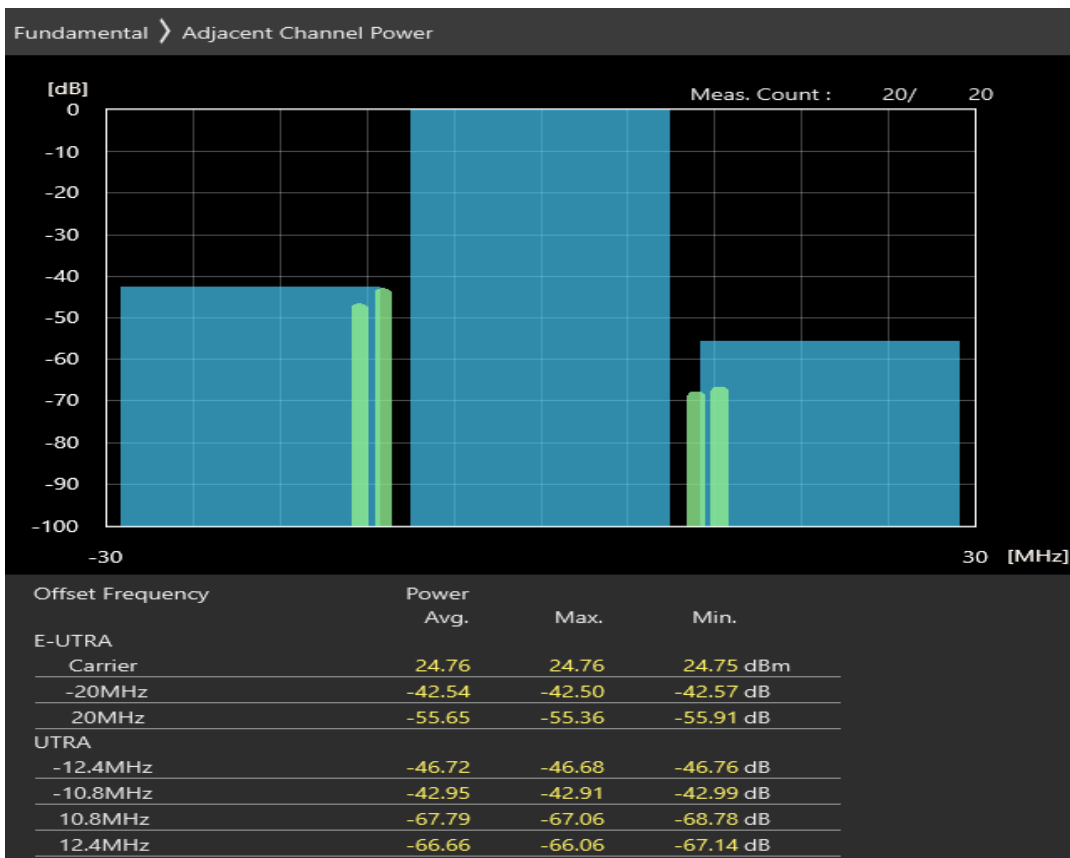 Fundamental 〉 Adjacent Channel Power
[dB]
Meas. Count : 20/ 20
0
-10
-20
-30
-40
-50
-60
-70
-80
-90
-100
-30 30 [MHz]
Offset Frequency Power
Avg. Max. Min.
E-UTRA
Carrier 24.76 24.76 24.75 dBm
-20MHz -42.54 -42.50 -42.57 dB
20MHz -55.65 -55.36 -55.91 dB
UTRA
-12.4MHz -46.72 -46.68 -46.76 dB
-10.8MHz -42.95 -42.91 -42.99 dB
10.8MHz -67.79 -67.06 -68.78 dB
12.4MHz -66.66 -66.06 -67.14 dB